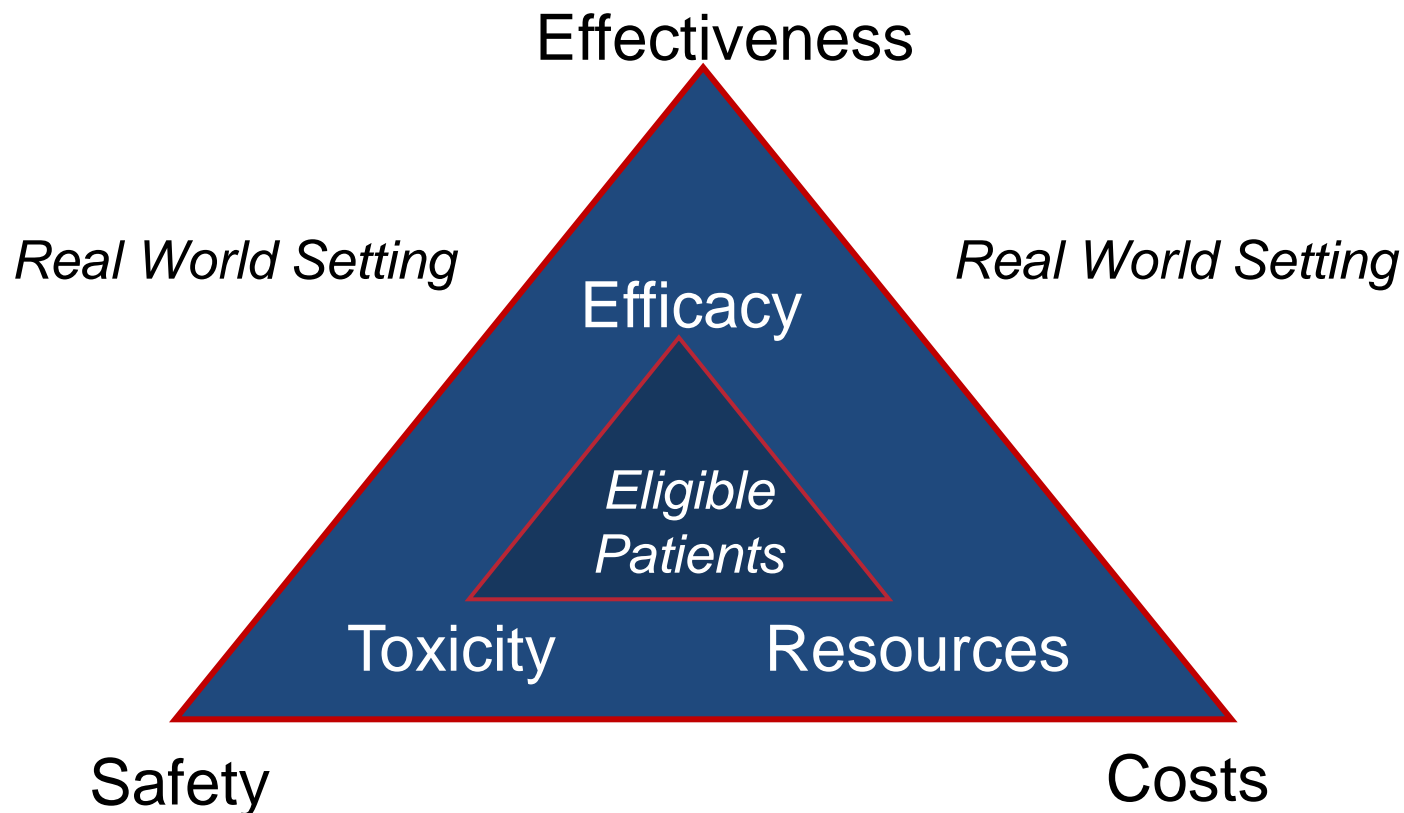 Effectiveness
Real World Setting
Real World Setting
Efficacy
Eligible
Patients
Toxicity
Resources
Safety
Costs